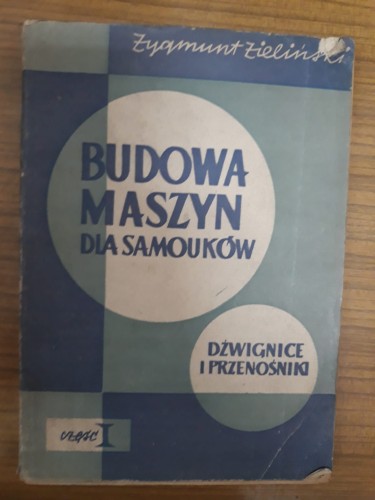 Zygmunt Zieliński
BUDOWA
MASZYN
DLA SAMOUKÓW
DŹWIGNICE
I PRZENOŚNIKI
część I